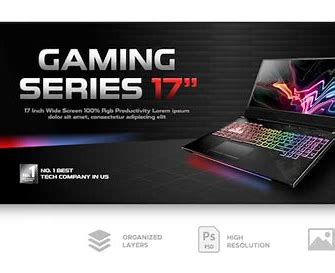 GAMING
SERIES 17”
17 Inch Wide Screen 100% Rgb Productivity Lorem ipsum
dolor sit amet, consectetur adipiscing elit
No1
NO. 1 BEST
TECH COMPANY IN US
ORGANIZED
LAYERS
Ps
PSD
HIGH
RESOLUTION